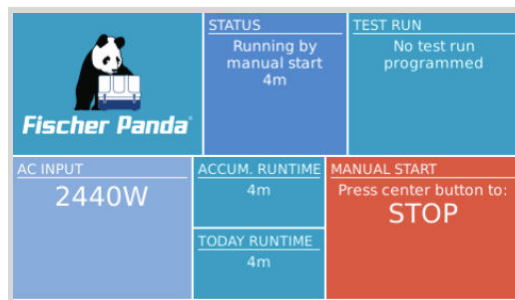 Fischer Panda
STATUS
Running by
manual start
4m
TEST RUN
No test run
programmed
AC INPUT
2440W
ACCUM. RUNTIME
4m
TODAY RUNTIME
4m
MANUAL START
Press center button to:
STOP